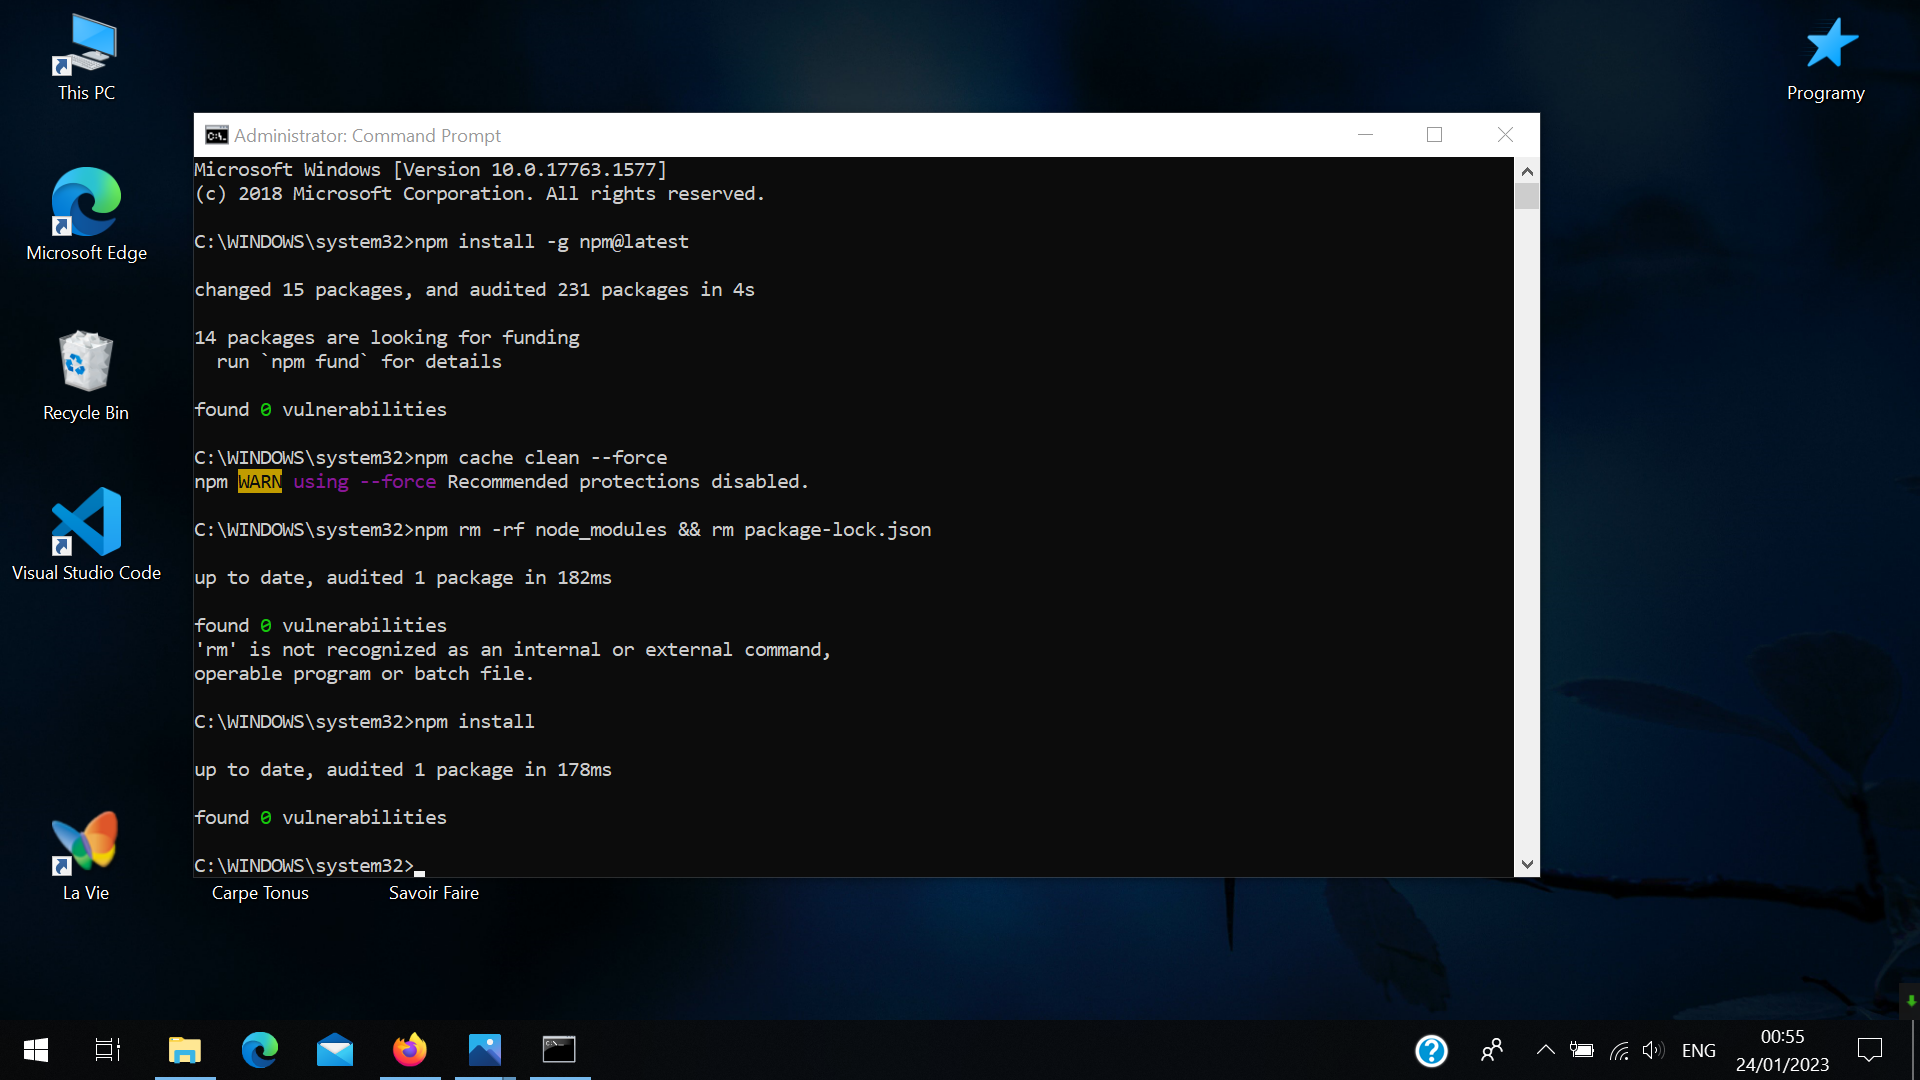 This PC
Programy
Administrator: Command Prompt
Microsoft Windows [Version 10.0.17763.1577]
(c) 2018 Microsoft Corporation. All rights reserved.
C:\WINDOWS\system32>npm install -g npm@latest
changed 15 packages, and audited 231 packages in 4s
14 packages are looking for funding
run `npm fund` for details
found 0 vulnerabilities
C:\WINDOWS\system32>npm cache clean --force
npm WARN using --force Recommended protections disabled.
C:\WINDOWS\system32>npm rm -rf node_modules && rm package-lock.json
up to date, audited 1 package in 182ms
found 0 vulnerabilities
'rm' is not recognized as an internal or external command,
operable program or batch file.
C:\WINDOWS\system32>npm install
up to date, audited 1 package in 178ms
found 0 vulnerabilities
C:\WINDOWS\system32>
Microsoft Edge
Recycle Bin
Visual Studio Code
La Vie
Carpe Tonus
Savoir Faire
ENG
00:55
24/01/2023